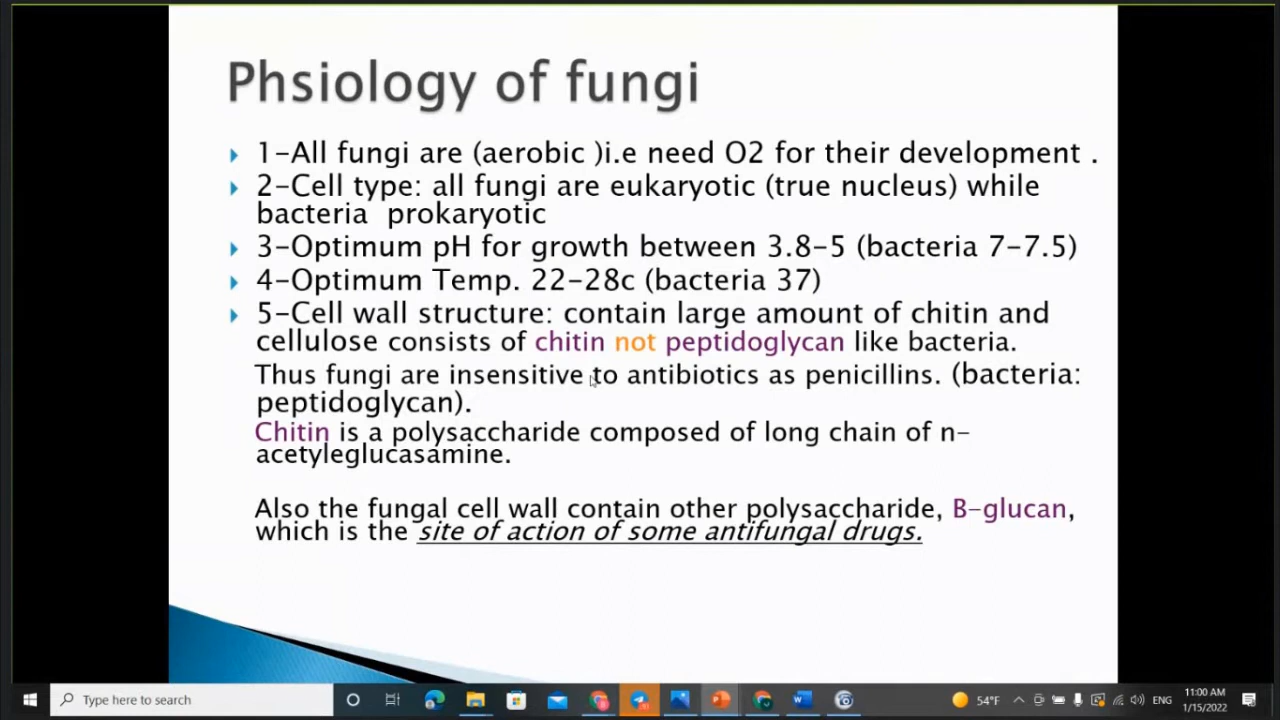 Phsiology of fungi
1-All fungi are (aerobic )i.e need O2 for their development .
2-Cell type: all fungi are eukaryotic (true nucleus) while
bacteria prokaryotic
3-Optimum pH for growth between 3.8-5 (bacteria 7-7.5)
4-Optimum Temp. 22-28c (bacteria 37)
5-Cell wall structure: contain large amount of chitin and
cellulose consists of chitin not peptidoglycan like bacteria.
Thus fungi are insensitive to antibiotics as penicillins. (bacteria:
peptidoglycan).
Chitin is a polysaccharide composed of long chain of n-
acetyleglucasamine.
Also the fungal cell wall contain other polysaccharide, B-glucan,
which is the site of action of some antifungal drugs.
Type here to search
54°F
ENG
11:00 AM
1/15/2022